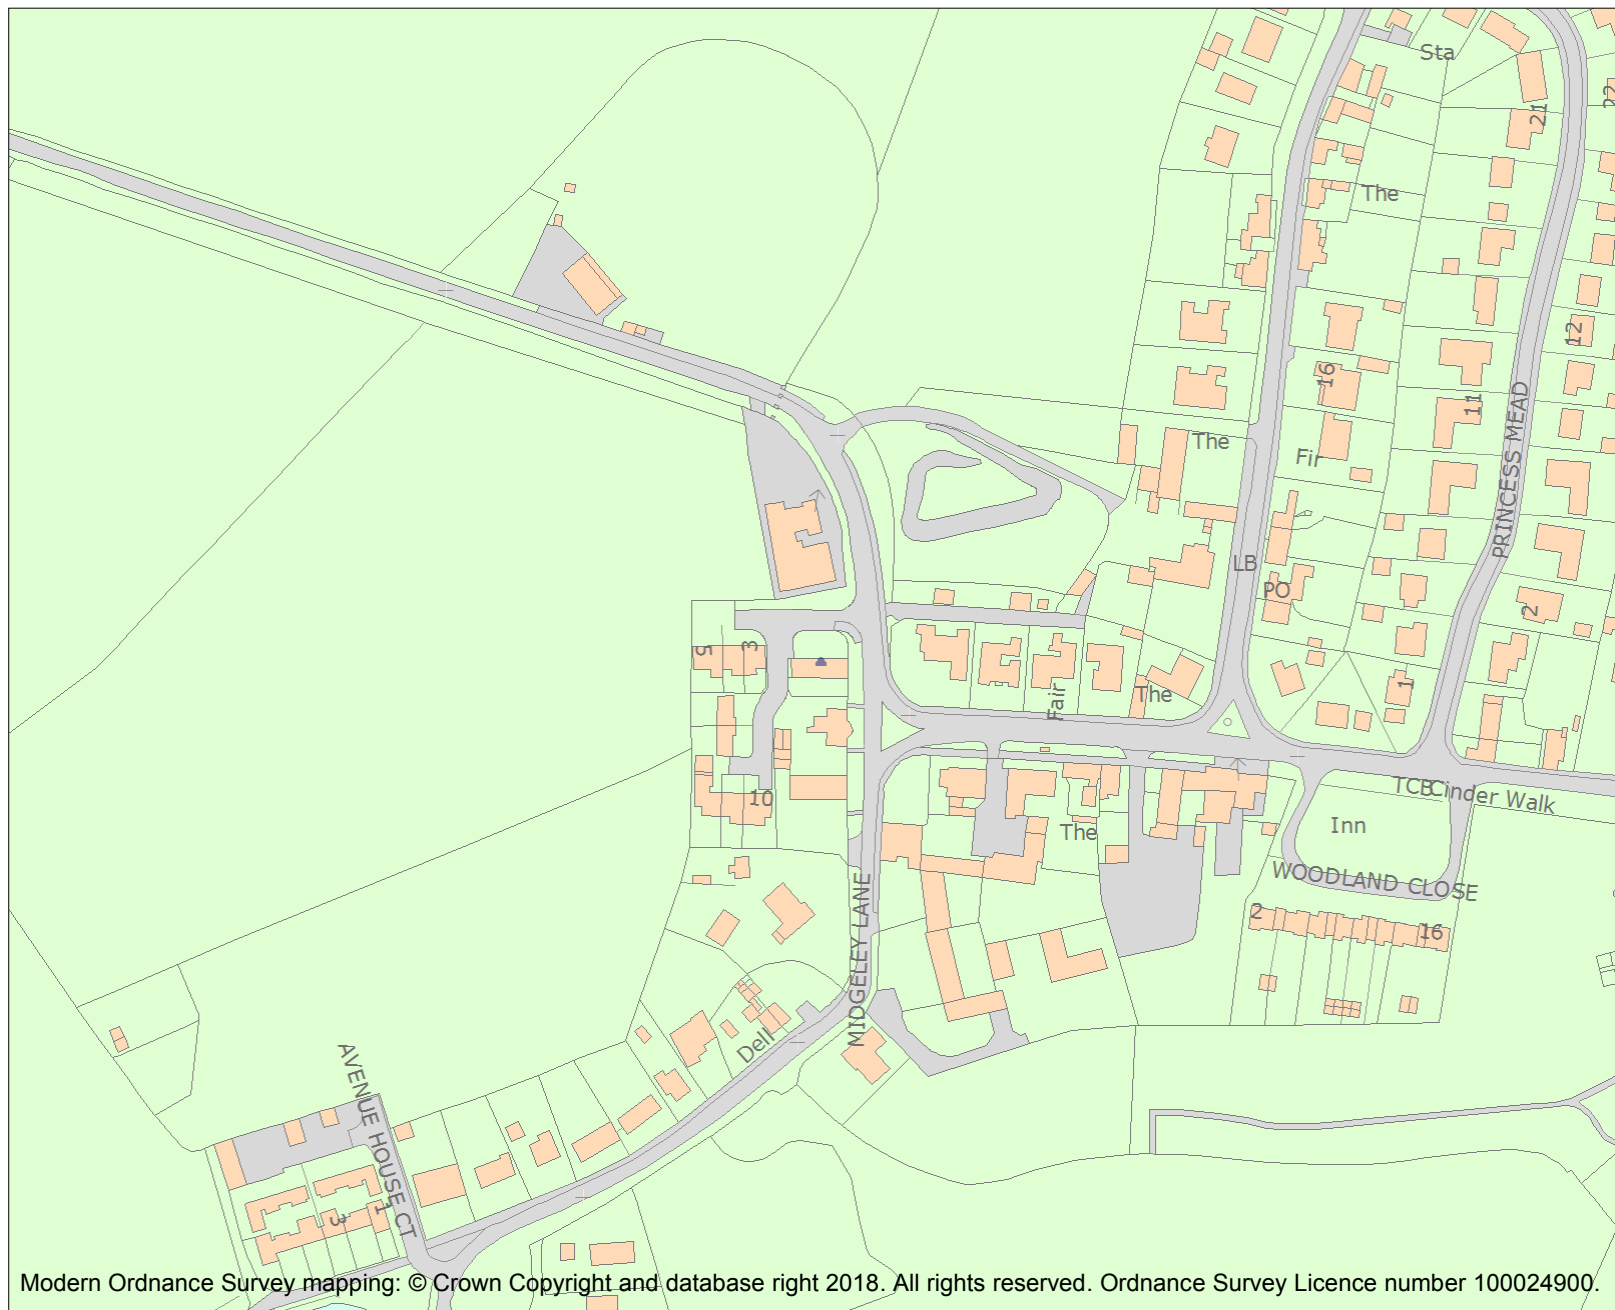 Sta
21
22
The
12
16
11
The
Fir
PRINCESS MEAD
LB
PO
2
5
3
1
Fair
The
10
TCB
Cinder Walk
The
Inn
WOODLAND CLOSE
2
16
MIDGELEY LANE
Dell
AVENUE HOUSE CT
1
3
Modern Ordnance Survey mapping: © Crown Copyright and database right 2018. All rights reserved. Ordnance Survey Licence number 100024900.